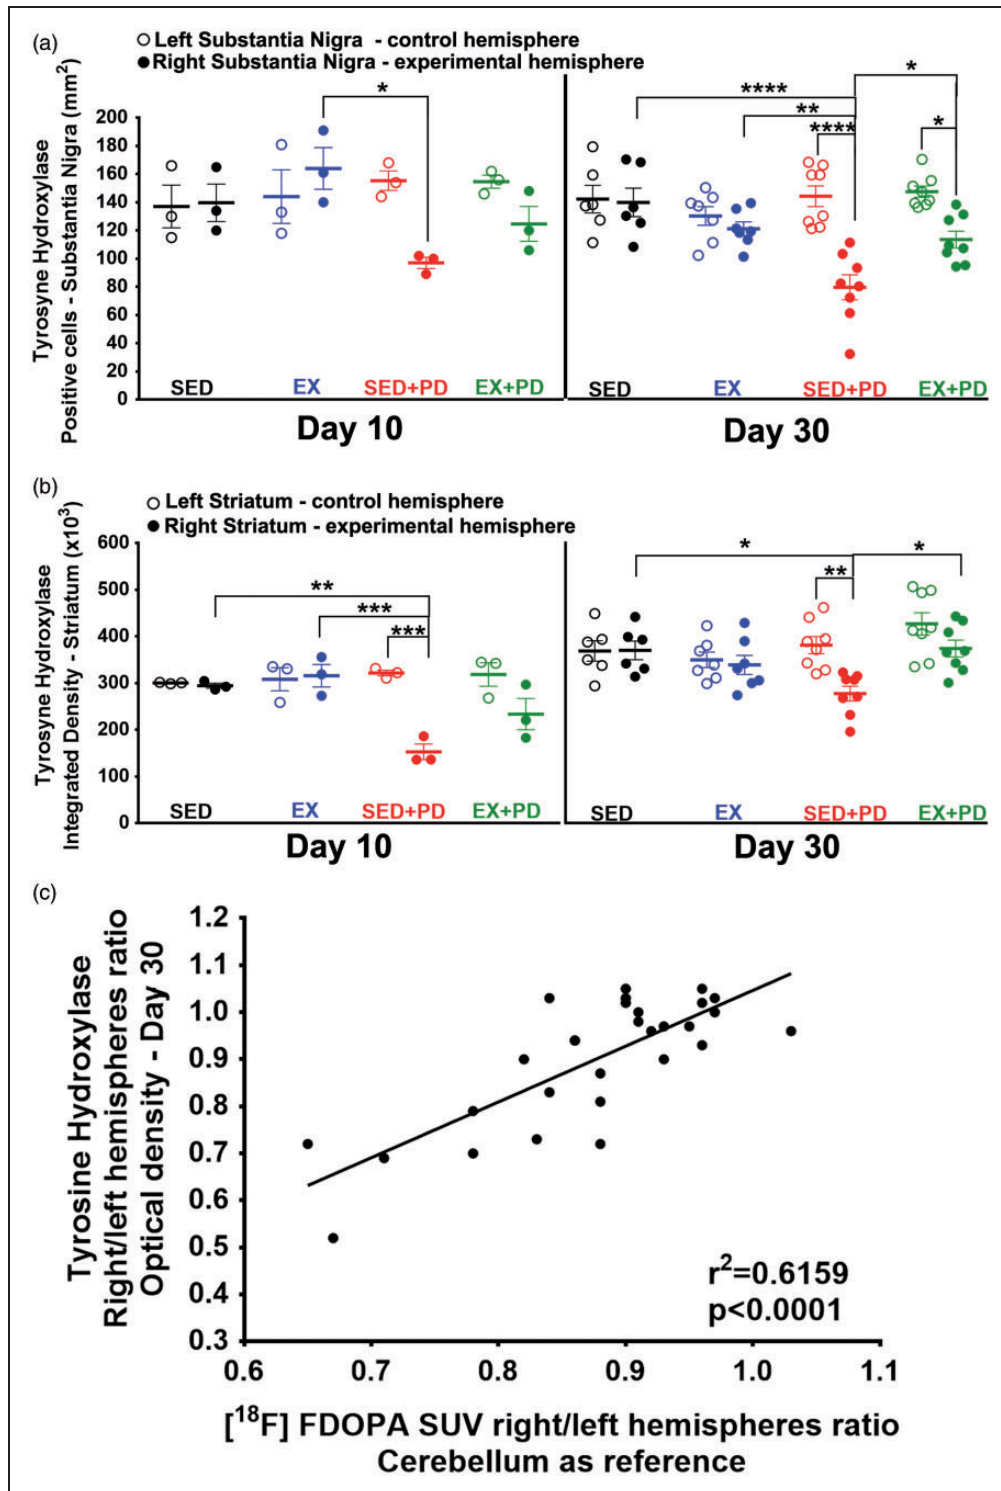 (a)
○ Left Substantia Nigra - control hemisphere
● Right Substantia Nigra - experimental hemisphere
Tyrosyne Hydroxylase
Positive cells - Substantia Nigra (mm²)
200
180
160
140
120
100
80
60
40
20
0
*
**** 
**
****
*
*
SED EX SED+PD EX+PD
Day 10
SED EX SED+PD EX+PD
Day 30
(b)
○ Left Striatum - control hemisphere
● Right Striatum - experimental hemisphere
Tyrosyne Hydroxylase
Integrated Density - Striatum (x10³)
600
500
400
300
200
100
0
**
***
***
*
**
*
SED EX SED+PD EX+PD
Day 10
SED EX SED+PD EX+PD
Day 30
(c)
Tyrosine Hydroxylase
Right/left hemispheres ratio
Optical density - Day 30
1.2
1.1
1.0
0.9
0.8
0.7
0.6
0.5
0.4
0.3
r²=0.6159
p<0.0001
0.6 0.7 0.8 0.9 1.0 1.1
[¹⁸F] FDOPA SUV right/left hemispheres ratio
Cerebellum as reference